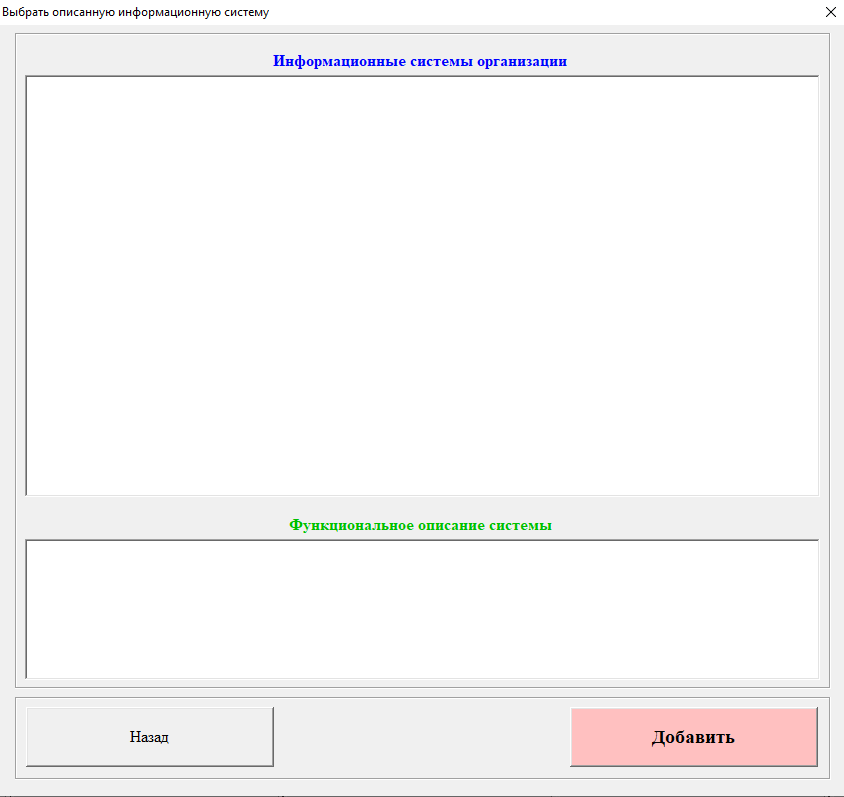 Выбрать описанную информационную систему
Информационные системы организации
Функциональное описание системы
Назад
Добавить